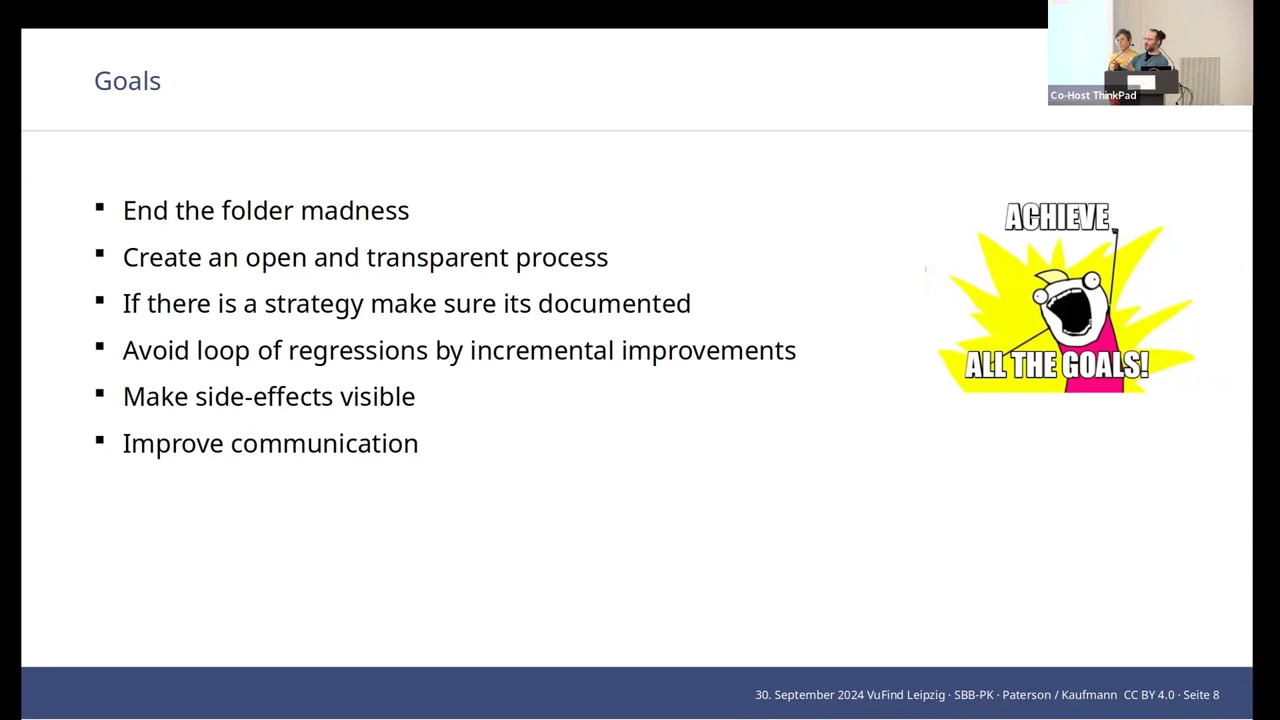 Co-Host ThinkPad
Goals
End the folder madness
Create an open and transparent process
If there is a strategy make sure its documented
Avoid loop of regressions by incremental improvements
Make side-effects visible
Improve communication
ACHIEVE
ALL THE GOALS!
30. September 2024 VuFind Leipzig · SBB-PK · Paterson / Kaufmann CC BY 4.0 · Seite 8